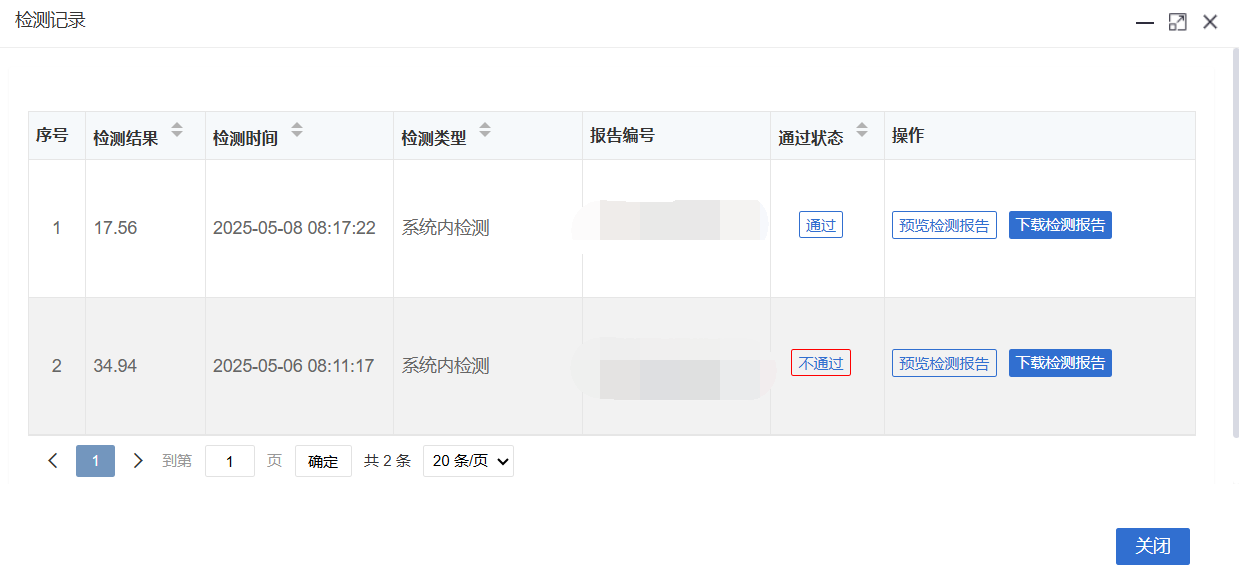 检测记录
序号 检测结果 检测时间 检测类型 报告编号 通过状态 操作
1 17.56 2025-05-08 08:17:22 系统内检测 通过 预览检测报告 下载检测报告
2 34.94 2025-05-06 08:11:17 系统内检测 不通过 预览检测报告 下载检测报告
1 到第 1 页 确定 共 2 条 20 条/页
关闭